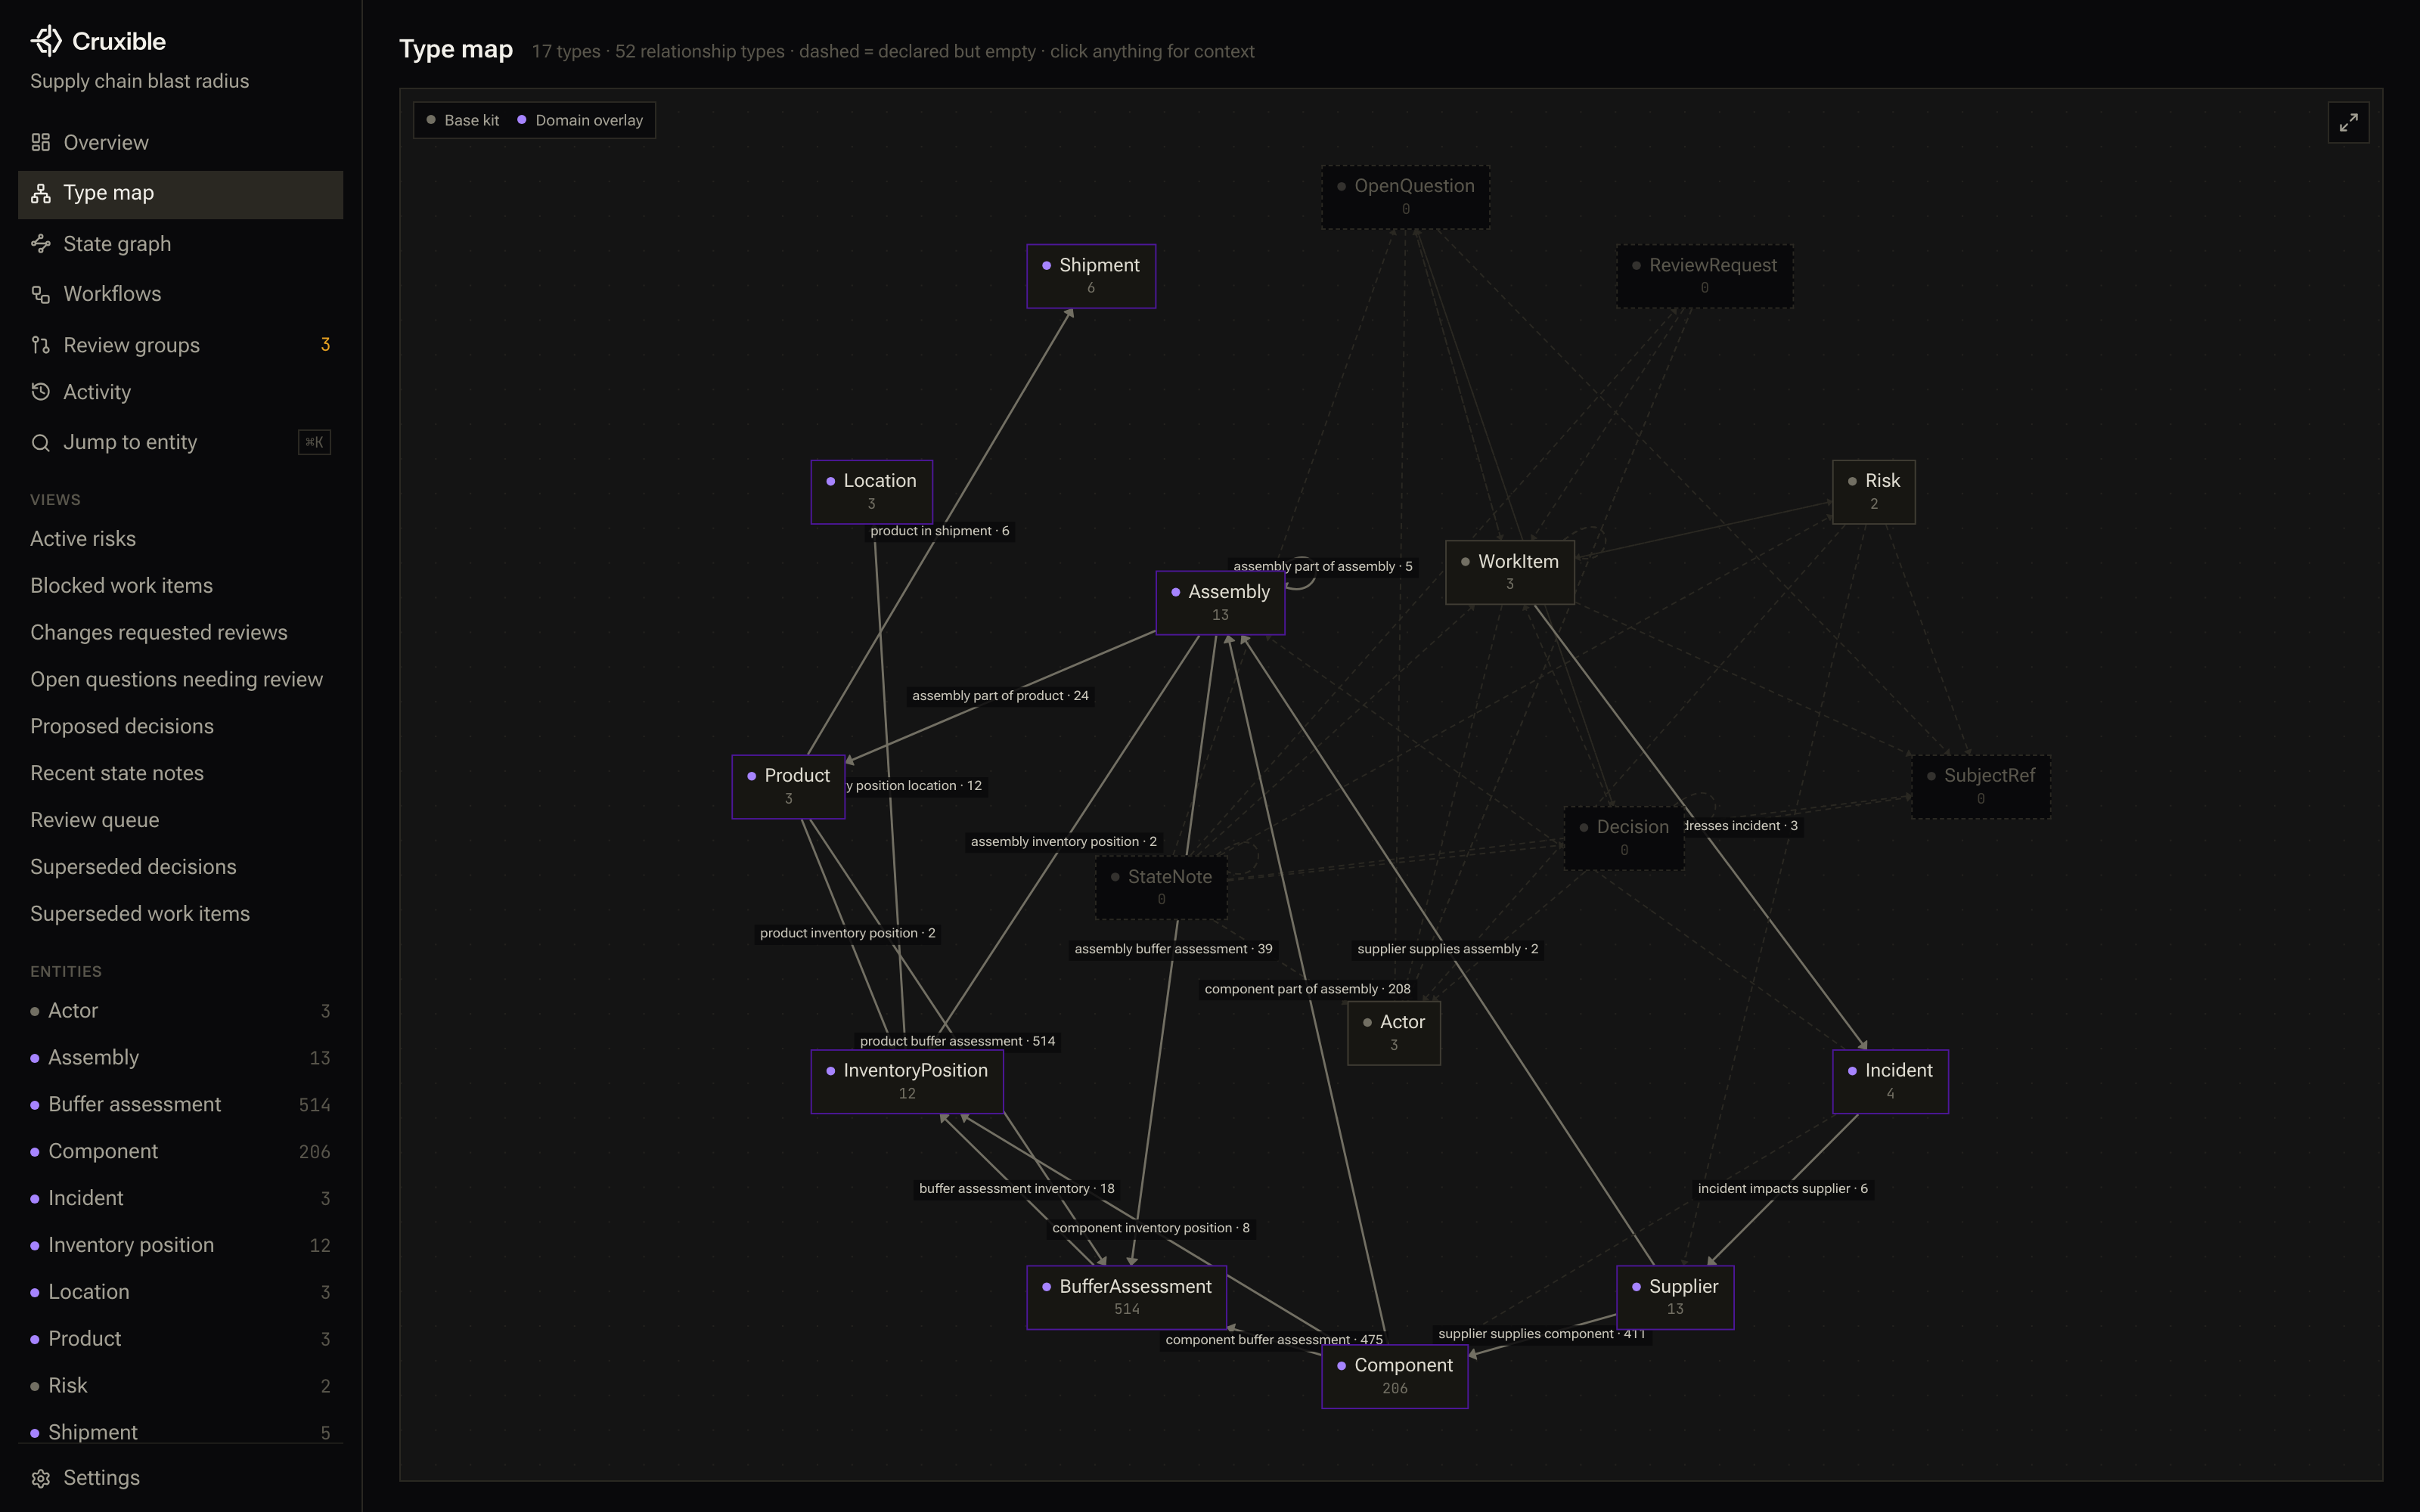 Cruxible
Supply chain blast radius
Overview
Type map
State graph
Workflows
Review groups 3
Activity
Jump to entity ⌘K
VIEWS
Active risks
Blocked work items
Changes requested reviews
Open questions needing review
Proposed decisions
Recent state notes
Review queue
Superseded decisions
Superseded work items
ENTITIES
Actor 3
Assembly 13
Buffer assessment 514
Component 206
Incident 3
Inventory position 12
Location 3
Product 3
Risk 2
Shipment 5
Settings
Type map 17 types · 52 relationship types · dashed = declared but empty · click anything for context
Base kit Domain overlay
OpenQuestion
0
Shipment
6
ReviewRequest
0
Location
3
Risk
2
product in shipment · 6
WorkItem
3
assembly part of assembly · 5
Assembly
13
assembly part of product · 24
Product
3
y position location · 12
SubjectRef
0
Decision
0
dresses incident · 3
assembly inventory position · 2
StateNote
0
product inventory position · 2
assembly buffer assessment · 39
supplier supplies assembly · 2
component part of assembly · 208
Actor
3
product buffer assessment · 514
InventoryPosition
12
Incident
4
buffer assessment inventory · 18
incident impacts supplier · 6
component inventory position · 8
BufferAssessment
514
Supplier
13
component buffer assessment · 475
supplier supplies component · 411
Component
206